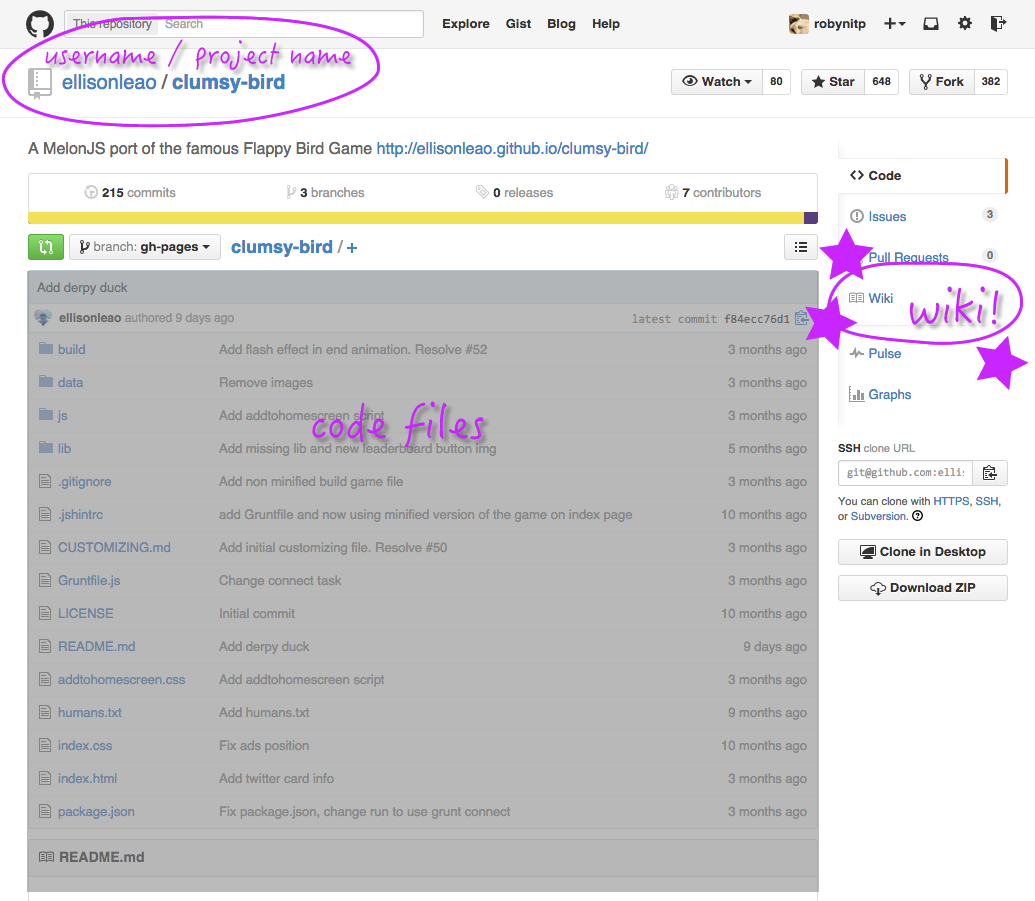 This repository Search Explore Gist Blog Help robynitp
username / project name
ellisonleao / clumsy-bird Watch 80 Star 648 Fork 382
A MelonJS port of the famous Flappy Bird Game http://ellisonleao.github.io/clumsy-bird/
215 commits 3 branches 0 releases 7 contributors
branch: gh-pages clumsy-bird / +
Add derpy duck
ellisonleao authored 9 days ago latest commit f84ecc76d1
build Add flash effect in end animation. Resolve #52 3 months ago
data Remove images 3 months ago
js Add addtohomescreen script 3 months ago
code files
lib Add missing lib and new leaderboard button img 5 months ago
.gitignore Add non minified build game file 3 months ago
.jshintrc add Gruntfile and now using minified version of the game on index page 10 months ago
CUSTOMIZING.md Add initial customizing file. Resolve #50 3 months ago
Gruntfile.js Change connect task 3 months ago
LICENSE Initial commit 10 months ago
README.md Add derpy duck 9 days ago
addtohomescreen.css Add addtohomescreen script 3 months ago
humans.txt Add humans.txt 9 months ago
index.css Fix ads position 10 months ago
index.html Add twitter card info 3 months ago
package.json Fix package.json, change run to use grunt connect 3 months ago
README.md
Code
Issues 3
Pull Requests 0
Wiki wiki!
Pulse
Graphs
SSH clone URL
git@github.com:ellis
You can clone with HTTPS, SSH,
or Subversion.
Clone in Desktop
Download ZIP